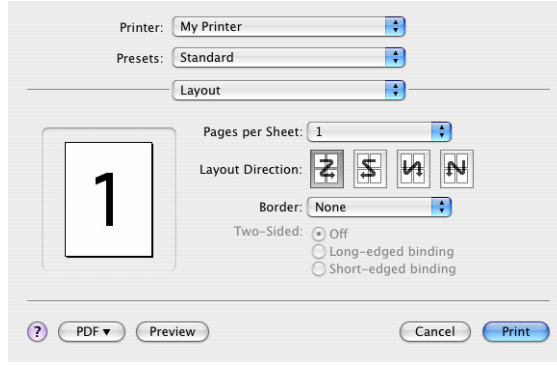 Printer: My Printer
Presets: Standard
Layout
Pages per Sheet: 1
Layout Direction:
1
Border: None
Two-Sided: Off
Long-edged binding
Short-edged binding
? PDF▼ Preview Cancel Print